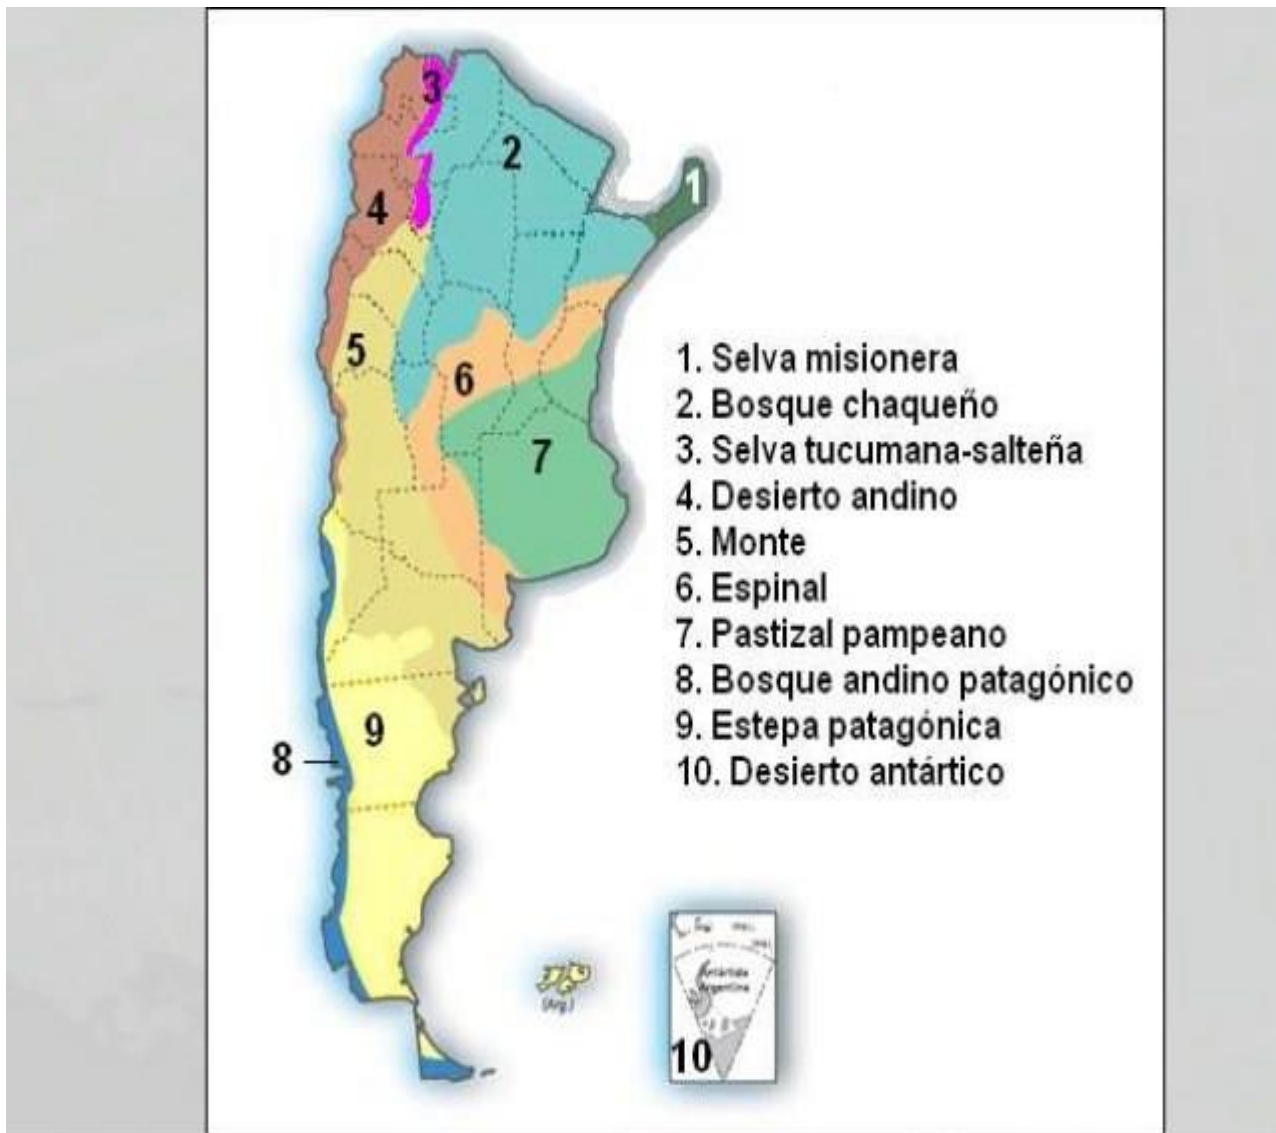 3
2
1
4
5
6
7
9
8
1. Selva misionera
2. Bosque chaqueño
3. Selva tucumana-salteña
4. Desierto andino
5. Monte
6. Espinal
7. Pastizal pampeano
8. Bosque andino patagónico
9. Estepa patagónica
10. Desierto antártico
(Arg.)
Antártida
Argentina
10